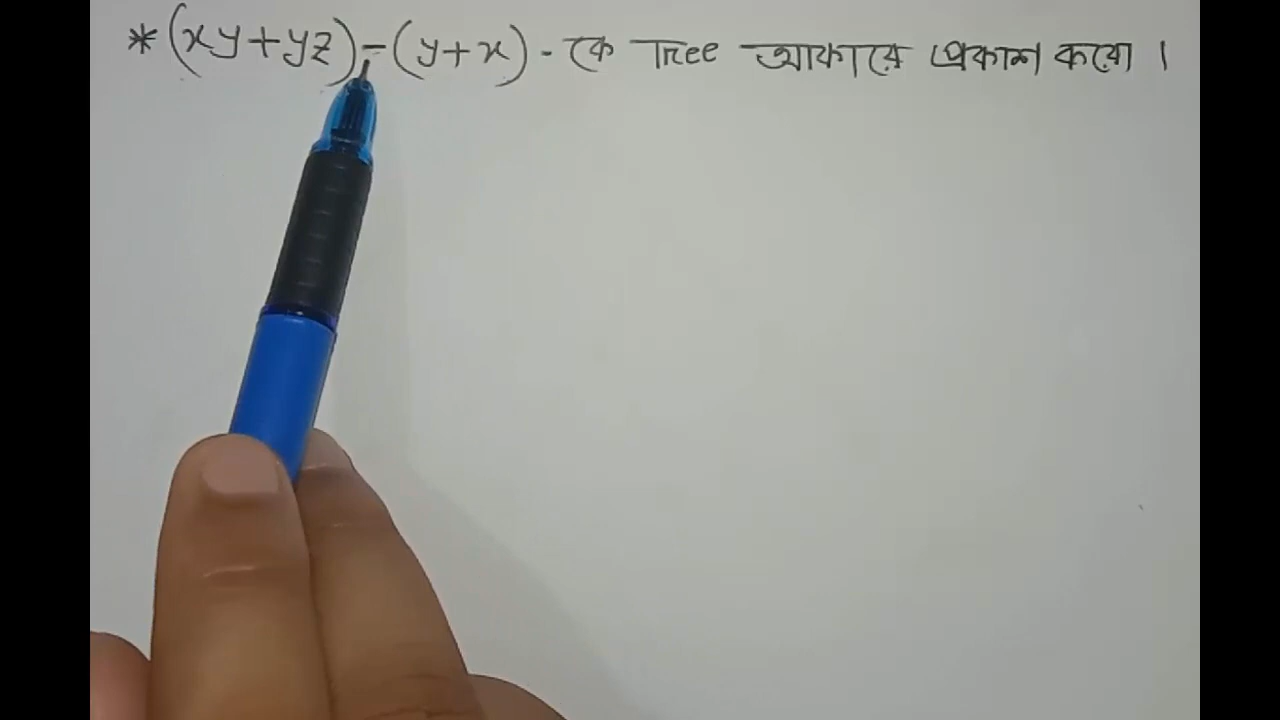 * (xy+yz) - (y+x) - কে Tree আকারে প্রকাশ করো ।